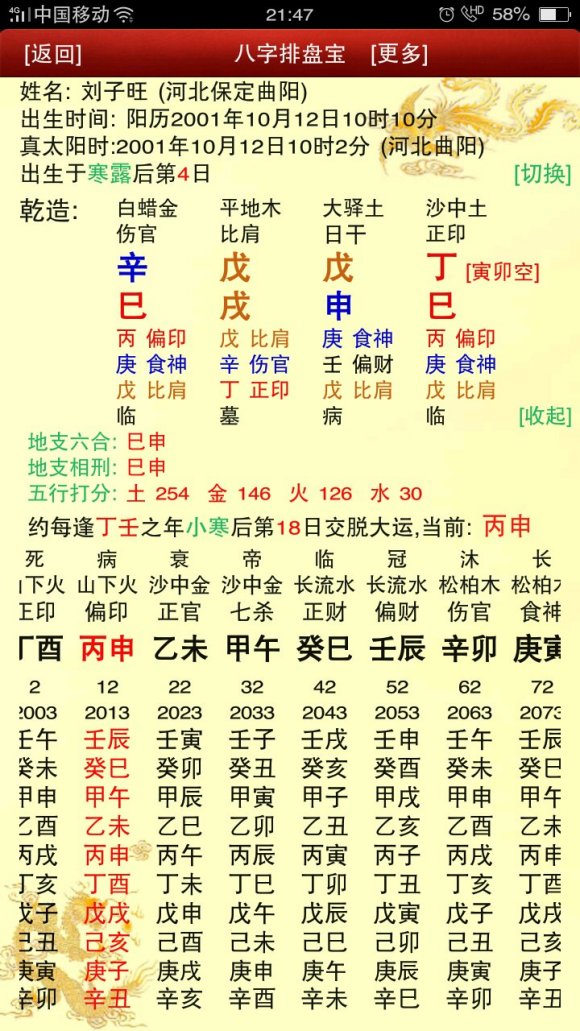 4G 中国移动 21:47 HD 58%
[返回] 八字排盘宝 [更多]
姓名: 刘子旺 (河北保定曲阳)
出生时间: 阳历2001年10月12日10时10分
真太阳时:2001年10月12日10时2分 (河北曲阳)
出生于寒露后第4日 [切换]
乾造: 白蜡金 平地木 大驿土 沙中土
伤官 比肩 日干 正印
辛 戊 戊 丁 [寅卯空]
巳 戌 申 巳
丙 偏印 戊 比肩 庚 食神 丙 偏印
庚 食神 辛 伤官 壬 偏财 庚 食神
戊 比肩 丁 正印 戊 比肩 戊 比肩
临 墓 病 临 [收起]
地支六合: 巳申
地支相刑: 巳申
五行打分: 土 254 金 146 火 126 水 30
约每逢丁壬之年小寒后第18日交脱大运,当前: 丙申
死 病 衰 帝 临 冠 沐 长
山下火 山下火 沙中金 沙中金 长流水 长流水 松柏木 松柏木
正印 偏印 正官 七杀 正财 偏财 伤官 食神
丁酉 丙申 乙未 甲午 癸巳 壬辰 辛卯 庚寅
2 12 22 32 42 52 62 72
2003 2013 2023 2033 2043 2053 2063 2073
壬午 壬辰 壬寅 壬子 壬戌 壬申 壬午 壬辰
癸未 癸巳 癸卯 癸丑 癸亥 癸酉 癸未 癸巳
甲申 甲午 甲辰 甲寅 甲子 甲戌 甲申 甲午
乙酉 乙未 乙巳 乙卯 乙丑 乙亥 乙酉 乙未
丙戌 丙申 丙午 丙辰 丙寅 丙子 丙戌 丙申
丁亥 丁酉 丁未 丁巳 丁卯 丁丑 丁亥 丁酉
戊子 戊戌 戊申 戊午 戊辰 戊寅 戊子 戊戌
己丑 己亥 己酉 己未 己巳 己卯 己丑 己亥
庚寅 庚子 庚戌 庚申 庚午 庚辰 庚寅 庚子
辛卯 辛丑 辛亥 辛酉 辛未 辛巳 辛卯 辛丑